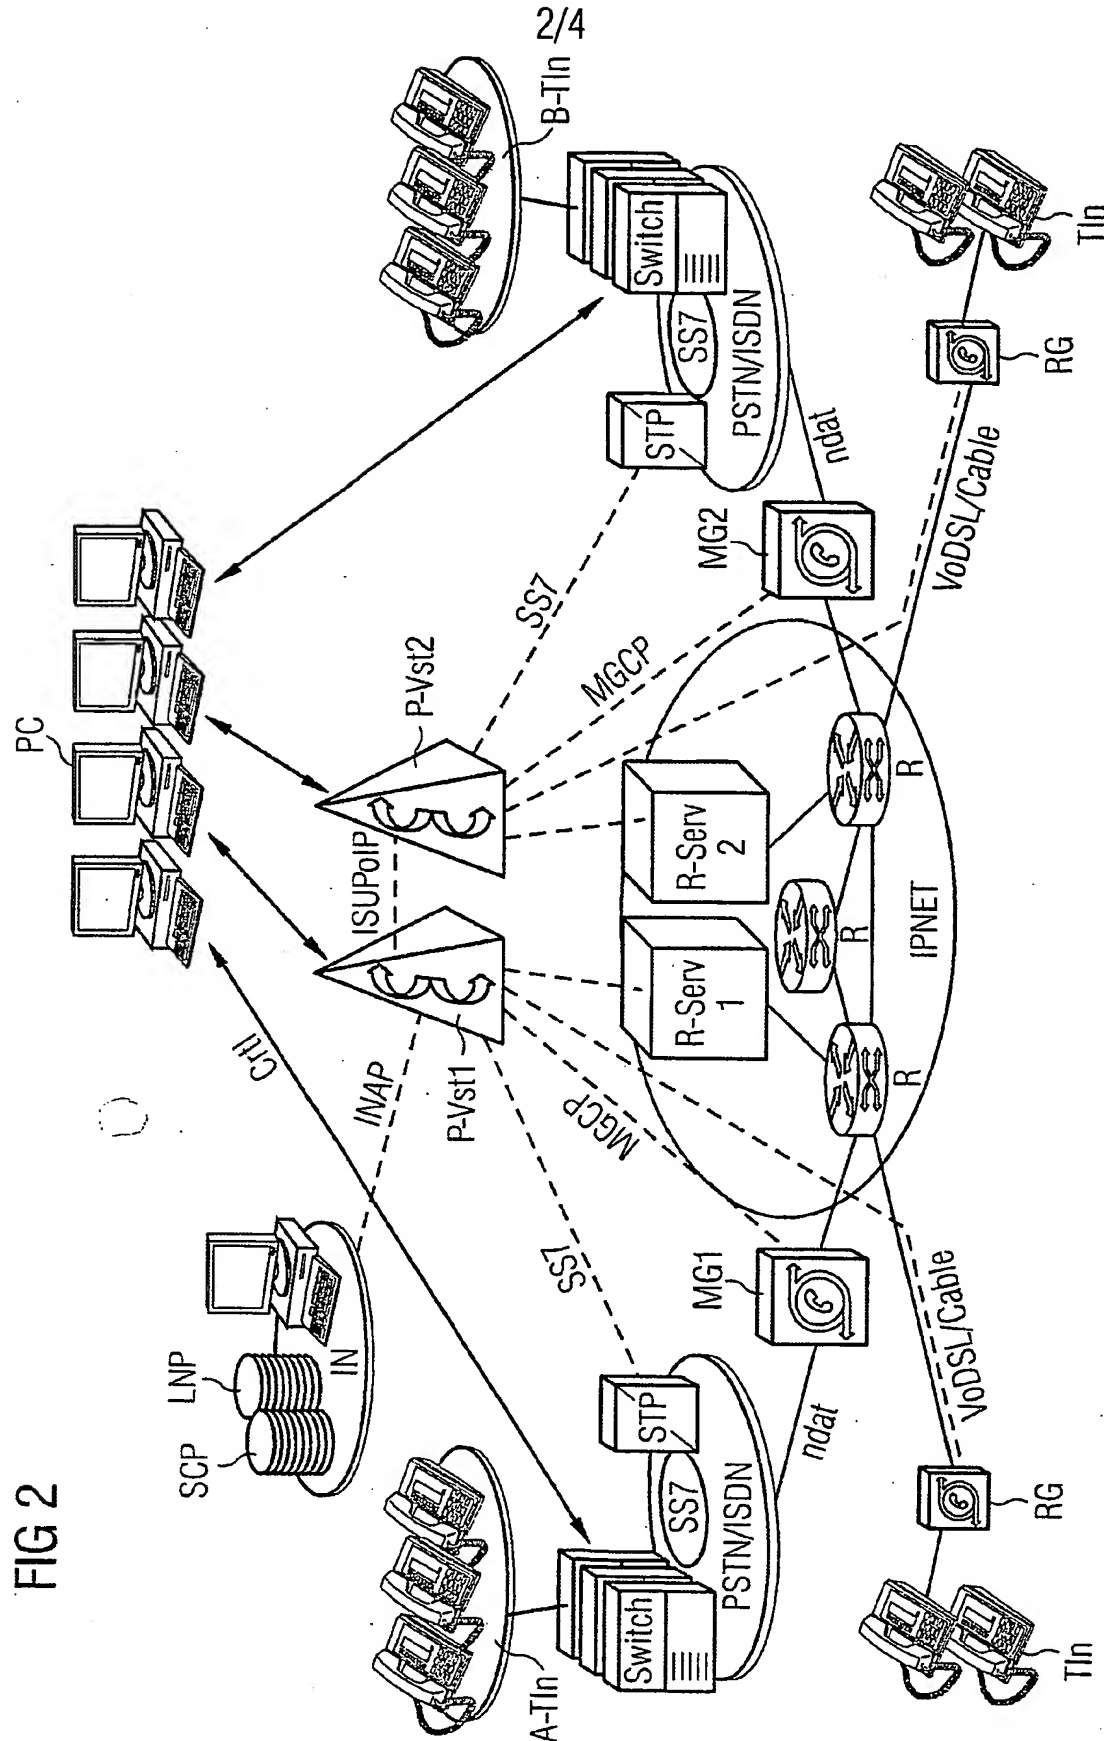 2/4
FIG 2
PC
SCP
LNP
IN
INAP
Crtl
A-Tln
B-Tln
ISUPoIP
P-Vst1
P-Vst2
SS7
SS7
MGCP
MGCP
Switch
SS7
STP
PSTN/ISDN
Switch
SS7
STP
PSTN/ISDN
MG1
MG2
R-Serv
1
R-Serv
2
R
R
R
IPNET
ndat
ndat
VoDSL/Cable
VoDSL/Cable
RG
RG
Tln
Tln